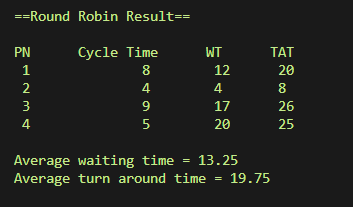 ==Round Robin Result==
PN Cycle Time WT TAT
1 8 12 20
2 4 4 8
3 9 17 26
4 5 20 25
Average waiting time = 13.25
Average turn around time = 19.75